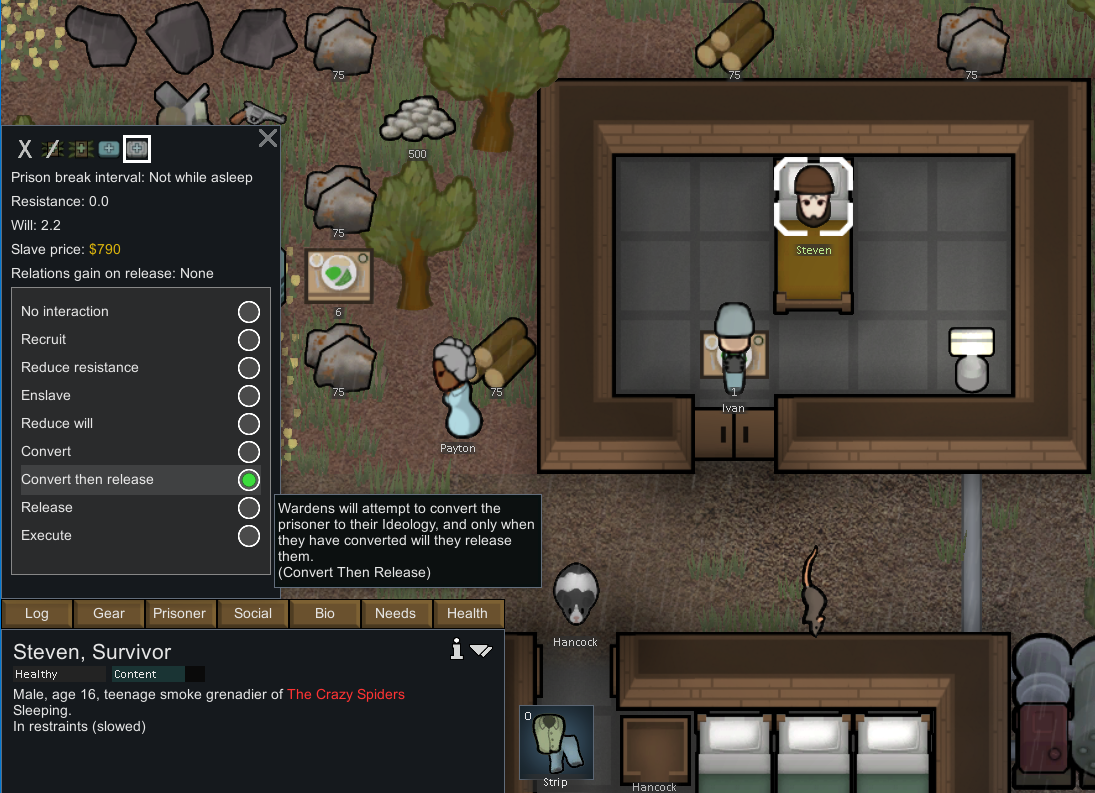 75
75
75
500
Prison break interval: Not while asleep
Resistance: 0.0
Will: 2.2
Slave price: $790
Relations gain on release: None
No interaction
Recruit
Reduce resistance
Enslave
Reduce will
Convert
Convert then release
Release
Execute
75
6
75
75
Payton
Steven
1
Ivan
Wardens will attempt to convert the
prisoner to their Ideology, and only when
they have converted will they release
them.
(Convert Then Release)
Hancock
Log
Gear
Prisoner
Social
Bio
Needs
Health
Steven, Survivor
Healthy
Content
Male, age 16, teenage smoke grenadier of The Crazy Spiders
Sleeping.
In restraints (slowed)
0
Strip
Hancock